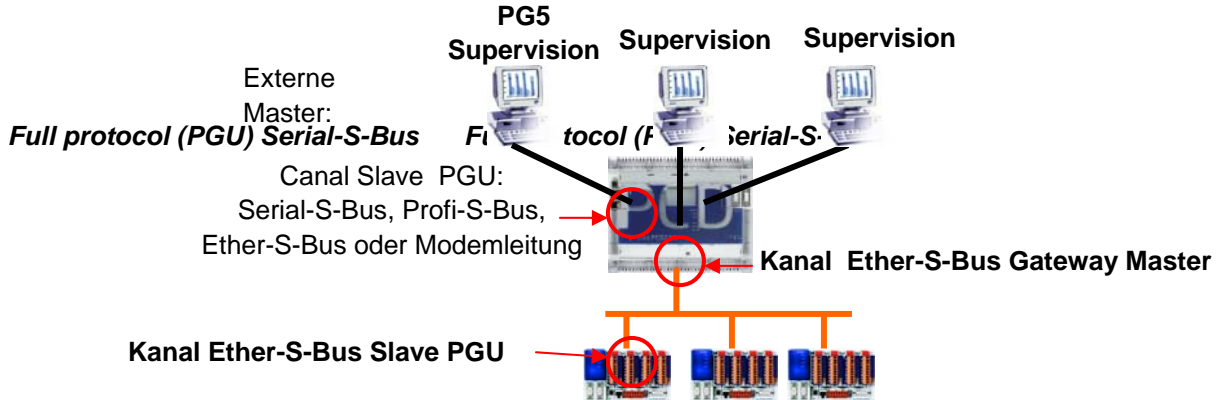 PG5
Supervision
Supervision
Supervision
Externe
Master:
Full protocol (PGU) Serial-S-Bus
Canal Slave PGU:
Serial-S-Bus, Profi-S-Bus,
Ether-S-Bus oder Modemleitung
PCD
Kanal Ether-S-Bus Gateway Master
Kanal Ether-S-Bus Slave PGU